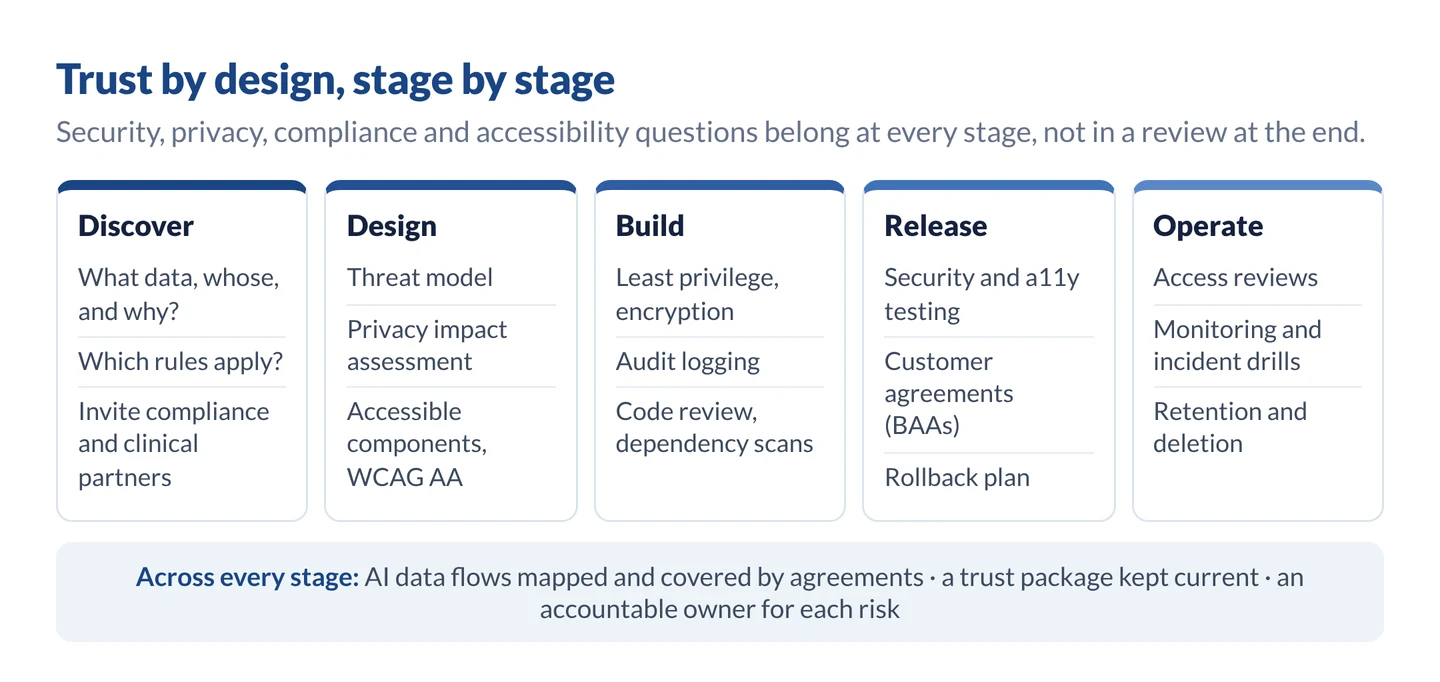 Trust by design, stage by stage
Security, privacy, compliance and accessibility questions belong at every stage, not in a review at the end.
Discover
What data, whose,
and why?
Which rules apply?
Invite compliance
and clinical
partners
Design
Threat model
Privacy impact
assessment
Accessible
components,
WCAG AA
Build
Least privilege,
encryption
Audit logging
Code review,
dependency scans
Release
Security and a11y
testing
Customer
agreements
(BAAs)
Rollback plan
Operate
Access reviews
Monitoring and
incident drills
Retention and
deletion
Across every stage: AI data flows mapped and covered by agreements · a trust package kept current · an
accountable owner for each risk